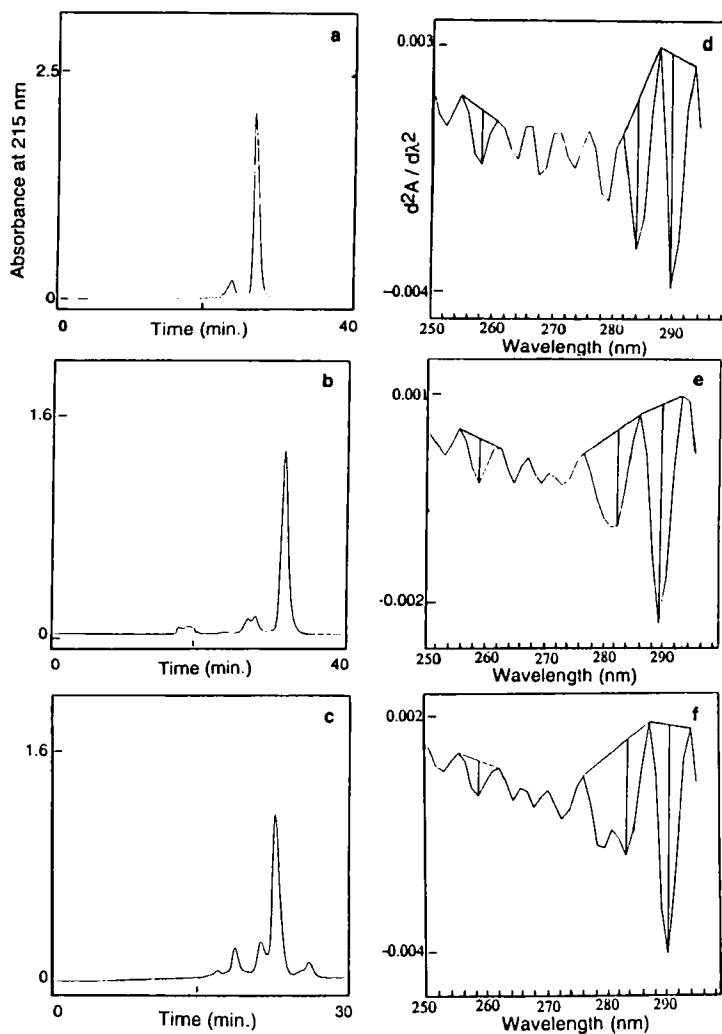 a
Absorbance at 215 nm
2.5
0
0
40
Time (min.)
d
d²A / dλ²
0.003
-0.004
250 260 270 280 290
Wavelength (nm)
b
1.6
0
0
40
Time (min.)
e
0.001
-0.002
250 260 270 280 290
Wavelength (nm)
c
1.6
0
0
30
Time (min.)
f
0.002
-0.004
250 260 270 280 290
Wavelength (nm)